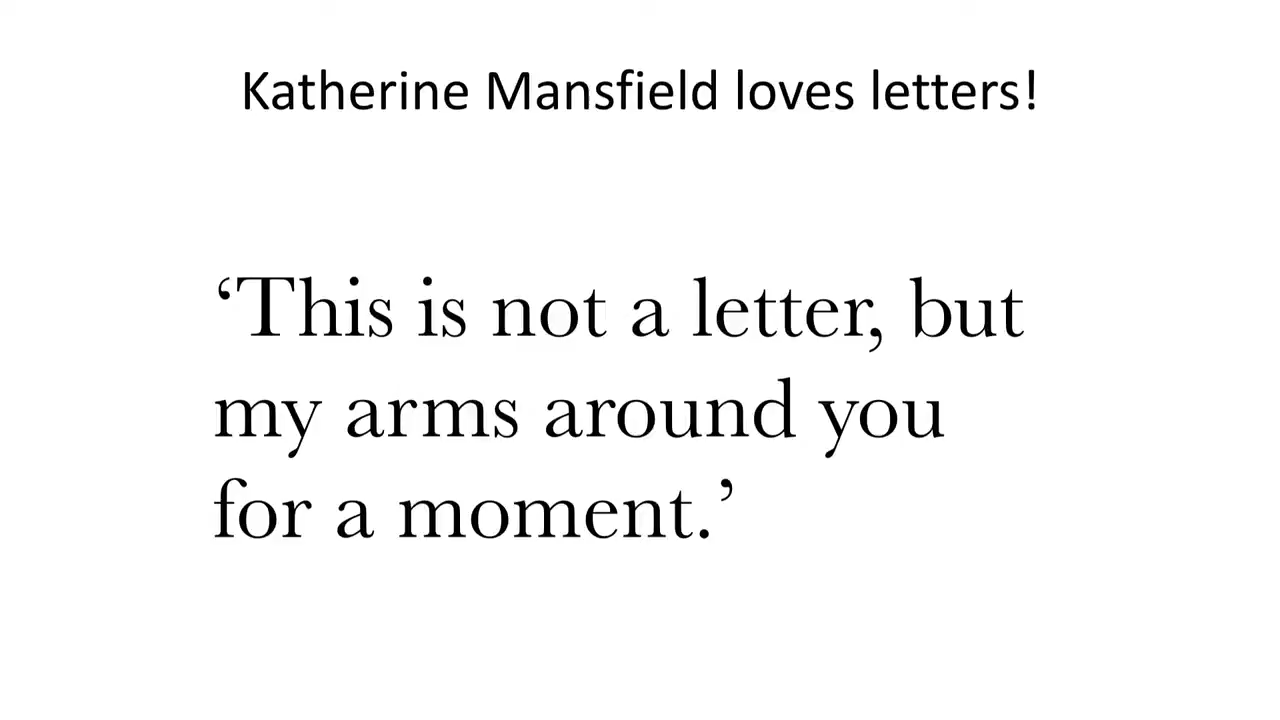 Katherine Mansfield loves letters!
‘This is not a letter, but
my arms around you
for a moment.’